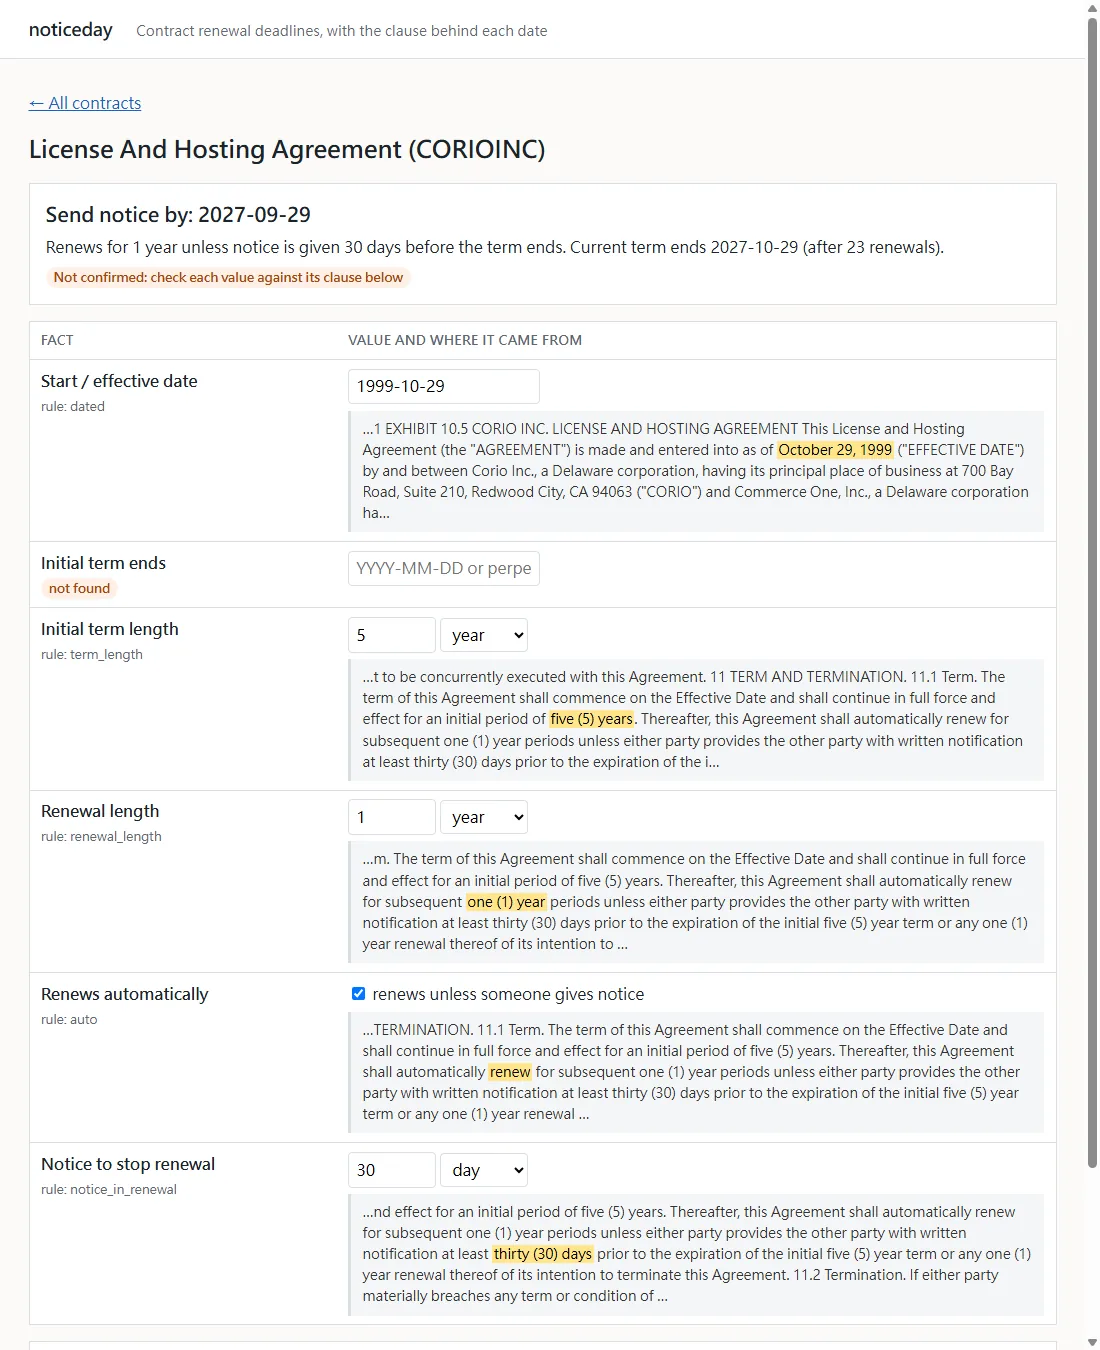 noticeday Contract renewal deadlines, with the clause behind each date
← All contracts
License And Hosting Agreement (CORIOINC)
Send notice by: 2027-09-29
Renews for 1 year unless notice is given 30 days before the term ends. Current term ends 2027-10-29 (after 23 renewals).
Not confirmed: check each value against its clause below
FACT VALUE AND WHERE IT CAME FROM
Start / effective date
rule: dated
1999-10-29
...1 EXHIBIT 10.5 CORIO INC. LICENSE AND HOSTING AGREEMENT This License and Hosting
Agreement (the "AGREEMENT") is made and entered into as of October 29, 1999 ("EFFECTIVE DATE")
by and between Corio Inc., a Delaware corporation, having its principal place of business at 700 Bay
Road, Suite 210, Redwood City, CA 94063 ("CORIO") and Commerce One, Inc., a Delaware corporation
ha...
Initial term ends
not found
YYYY-MM-DD or perpe
Initial term length
rule: term_length
5 year
...t to be concurrently executed with this Agreement. 11 TERM AND TERMINATION. 11.1 Term. The
term of this Agreement shall commence on the Effective Date and shall continue in full force and
effect for an initial period of five (5) years. Thereafter, this Agreement shall automatically renew for
subsequent one (1) year periods unless either party provides the other party with written notification
at least thirty (30) days prior to the expiration of the i...
Renewal length
rule: renewal_length
1 year
...m. The term of this Agreement shall commence on the Effective Date and shall continue in full force
and effect for an initial period of five (5) years. Thereafter, this Agreement shall automatically renew
for subsequent one (1) year periods unless either party provides the other party with written
notification at least thirty (30) days prior to the expiration of the initial five (5) year term or any one (1)
year renewal thereof of its intention to ...
Renews automatically
rule: auto
renews unless someone gives notice
...TERMINATION. 11.1 Term. The term of this Agreement shall commence on the Effective Date and
shall continue in full force and effect for an initial period of five (5) years. Thereafter, this Agreement
shall automatically renew for subsequent one (1) year periods unless either party provides the other
party with written notification at least thirty (30) days prior to the expiration of the initial five (5) year
term or any one (1) year renewal ...
Notice to stop renewal
rule: notice_in_renewal
30 day
...nd effect for an initial period of five (5) years. Thereafter, this Agreement shall automatically renew
for subsequent one (1) year periods unless either party provides the other party with written
notification at least thirty (30) days prior to the expiration of the initial five (5) year term or any one (1)
year renewal thereof of its intention to terminate this Agreement. 11.2 Termination. If either party
materially breaches any term or condition of ...